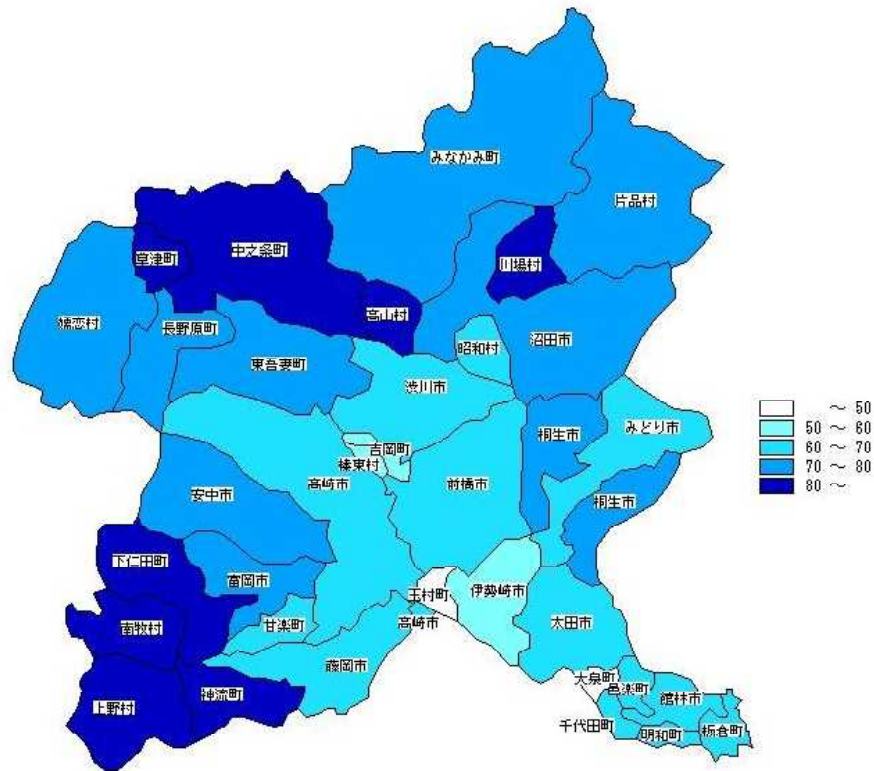 みなかみ町
片品村
中之条町
草津町
川場村
高山村
嬬恋村
長野原町
沼田市
昭和村
東吾妻町
渋川市
桐生市
みどり市
吉岡町
榛東村
高崎市
前橋市
安中市
桐生市
下仁田町
富岡市
玉村町
伊勢崎市
南牧村
甘楽町
高崎市
太田市
藤岡市
大泉町
邑楽町
館林市
上野村
神流町
千代田町
明和町
板倉町
～ 50
50 ～ 60
60 ～ 70
70 ～ 80
80 ～